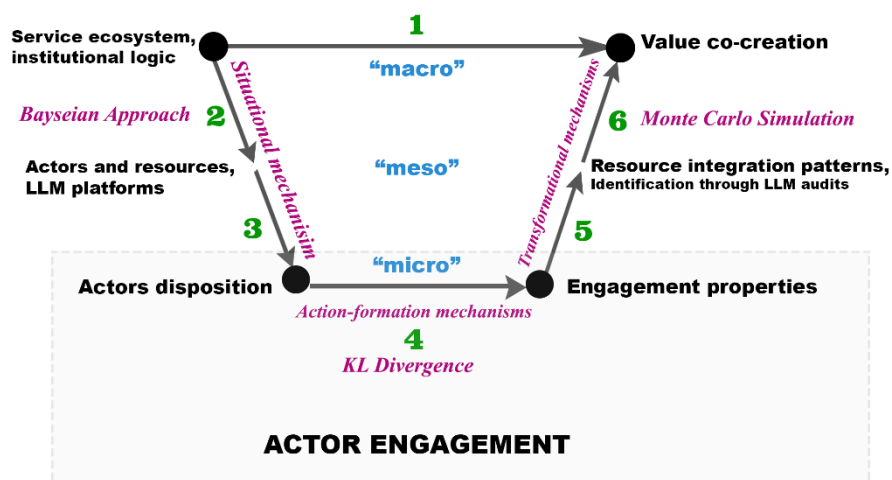 1
Service ecosystem,
institutional logic
Value co-creation
“macro”
Situational mechanisim
Transformational mechanisms
Bayseian Approach
2
6
Monte Carlo Simulation
Actors and resources,
LLM platforms
“meso”
Resource integration patterns,
Identification through LLM audits
3
5
“micro”
Actors disposition
Engagement properties
Action-formation mechanisms
4
KL Divergence
ACTOR ENGAGEMENT